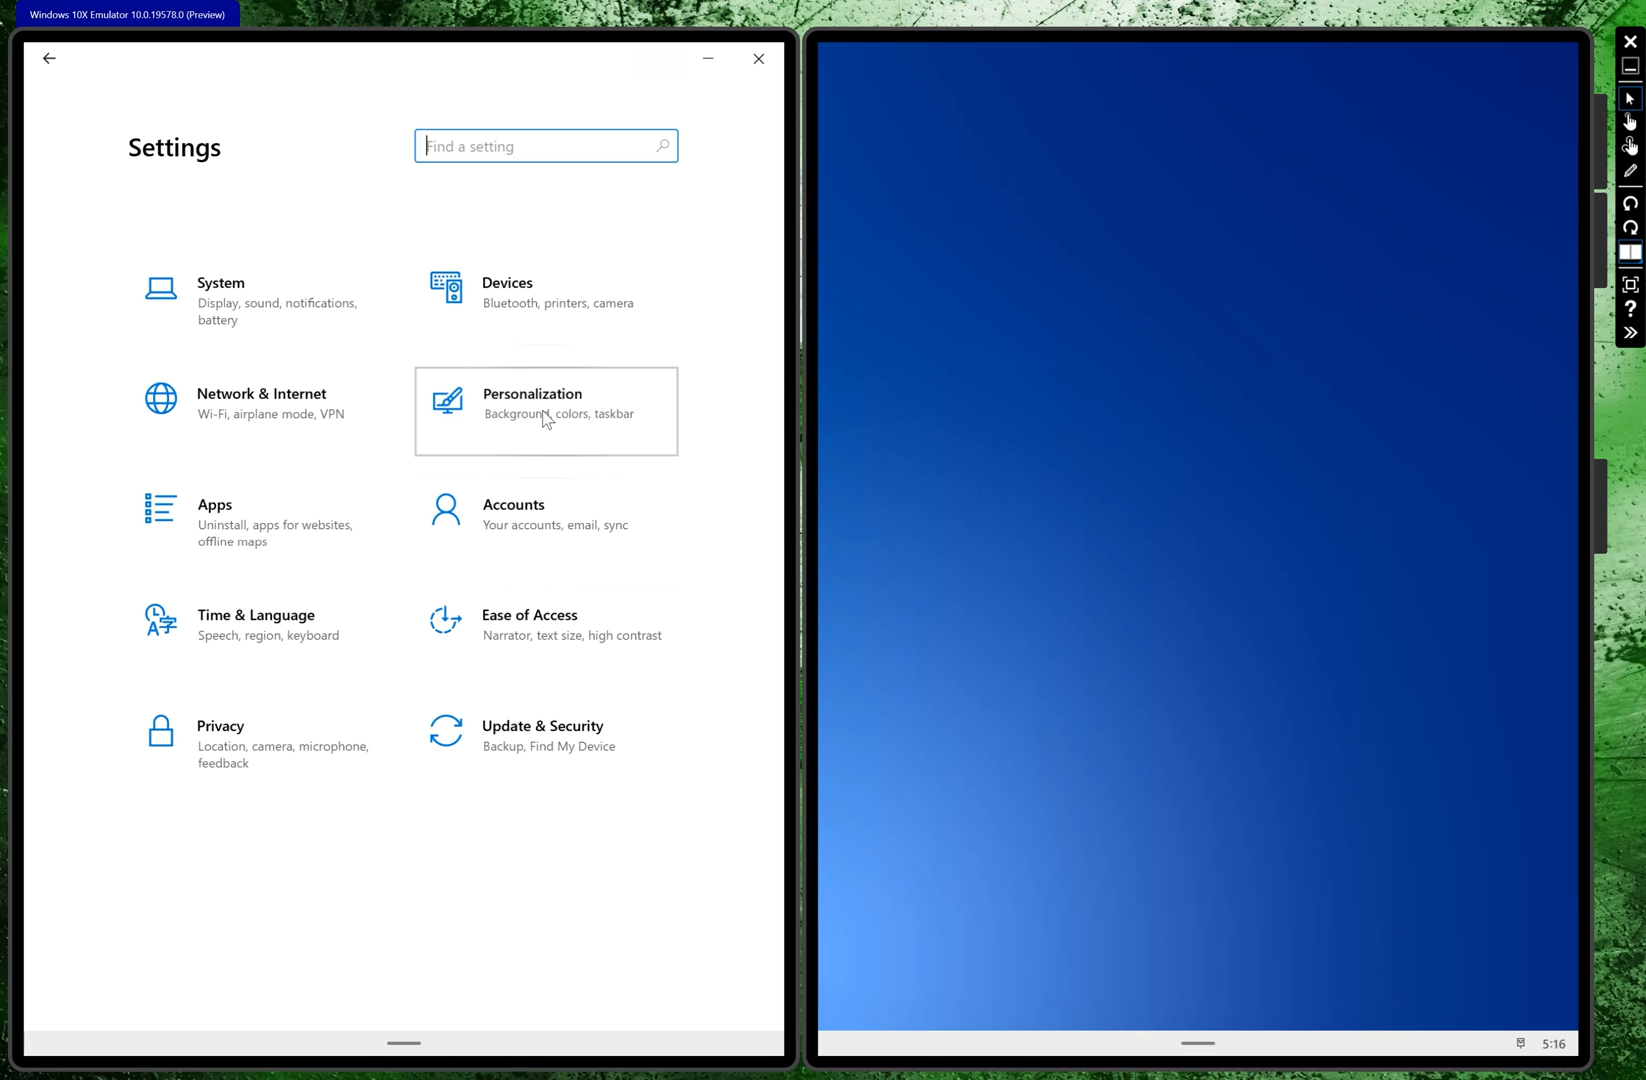 Windows 10X Emulator 10.0.19578.0 (Preview)
Settings
Find a setting
System
Display, sound, notifications,
battery
Devices
Bluetooth, printers, camera
Network & Internet
Wi-Fi, airplane mode, VPN
Personalization
Background, colors, taskbar
Apps
Uninstall, apps for websites,
offline maps
Accounts
Your accounts, email, sync
Time & Language
Speech, region, keyboard
Ease of Access
Narrator, text size, high contrast
Privacy
Location, camera, microphone,
feedback
Update & Security
Backup, Find My Device
5:16